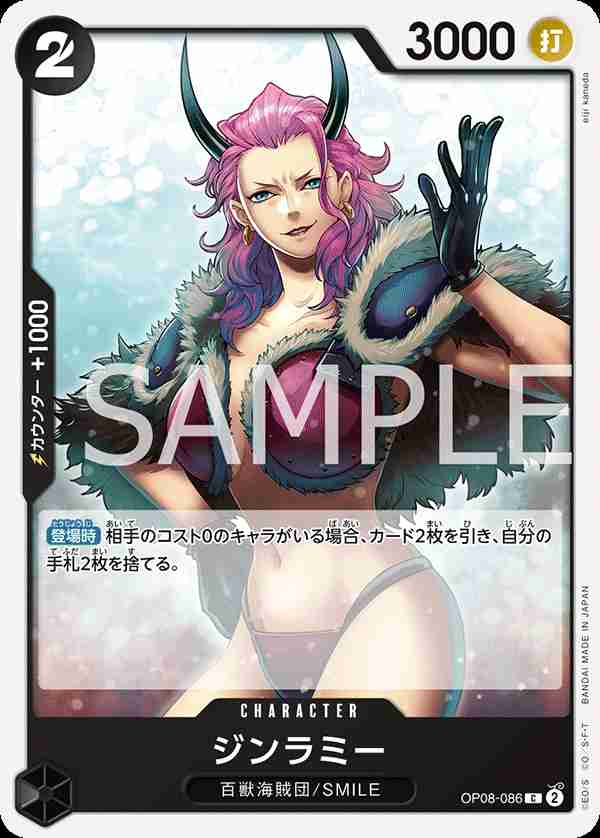 2
3000
打
eiji kaneda
カウンター +1000
SAMPLE
登場時 相手のコスト0のキャラがいる場合、カード2枚を引き、自分の
手札2枚を捨てる。
BANDAI MADE IN JAPAN
©E.O/S ©O/S・F・T
CHARACTER
ジンラミー
百獣海賊団/SMILE
OP08-086 C 2